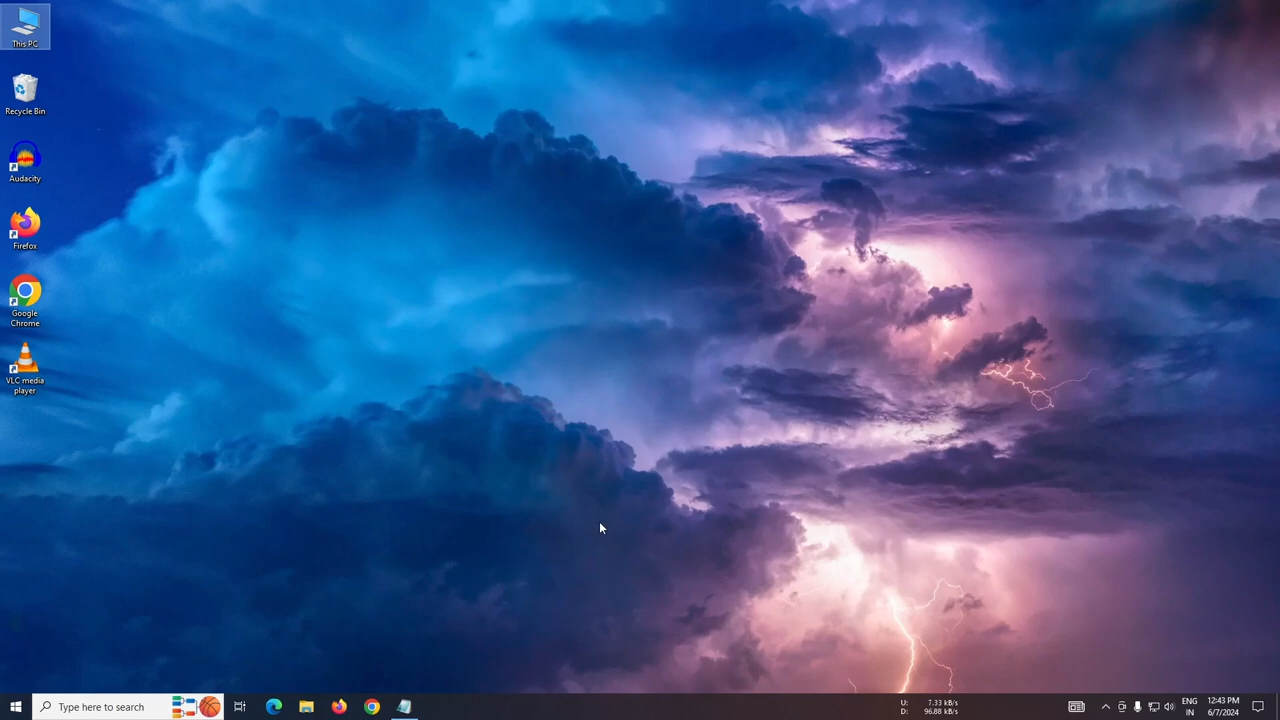 This PC
Recycle Bin
Audacity
Firefox
Google
Chrome
VLC media
player
Type here to search
U: 7.33 kB/s
D: 96.88 kB/s
ENG
IN
12:43 PM
6/7/2024